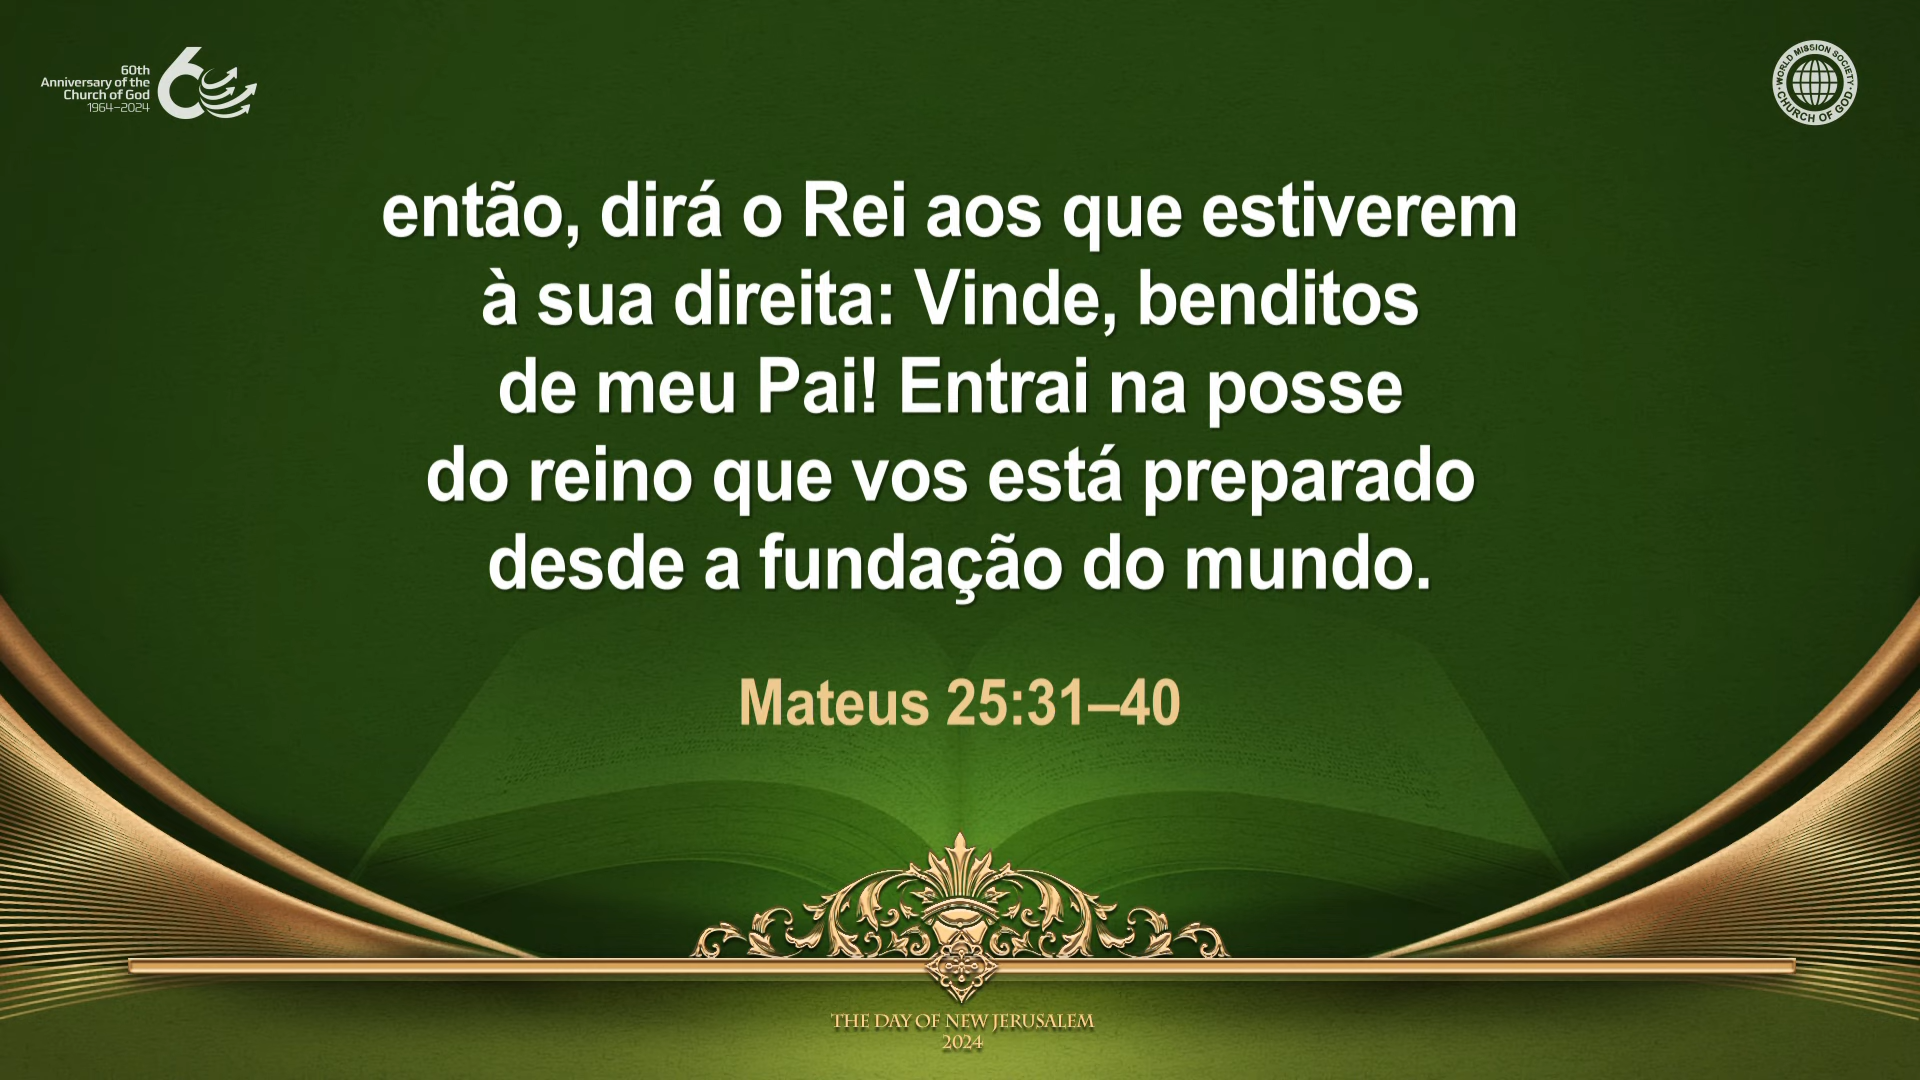 60th
Anniversary of the
Church of God
1964–2024
WORLD MISSION SOCIETY
CHURCH OF GOD
então, dirá o Rei aos que estiverem
à sua direita: Vinde, benditos
de meu Pai! Entrai na posse
do reino que vos está preparado
desde a fundação do mundo.
Mateus 25:31–40
THE DAY OF NEW JERUSALEM
2024